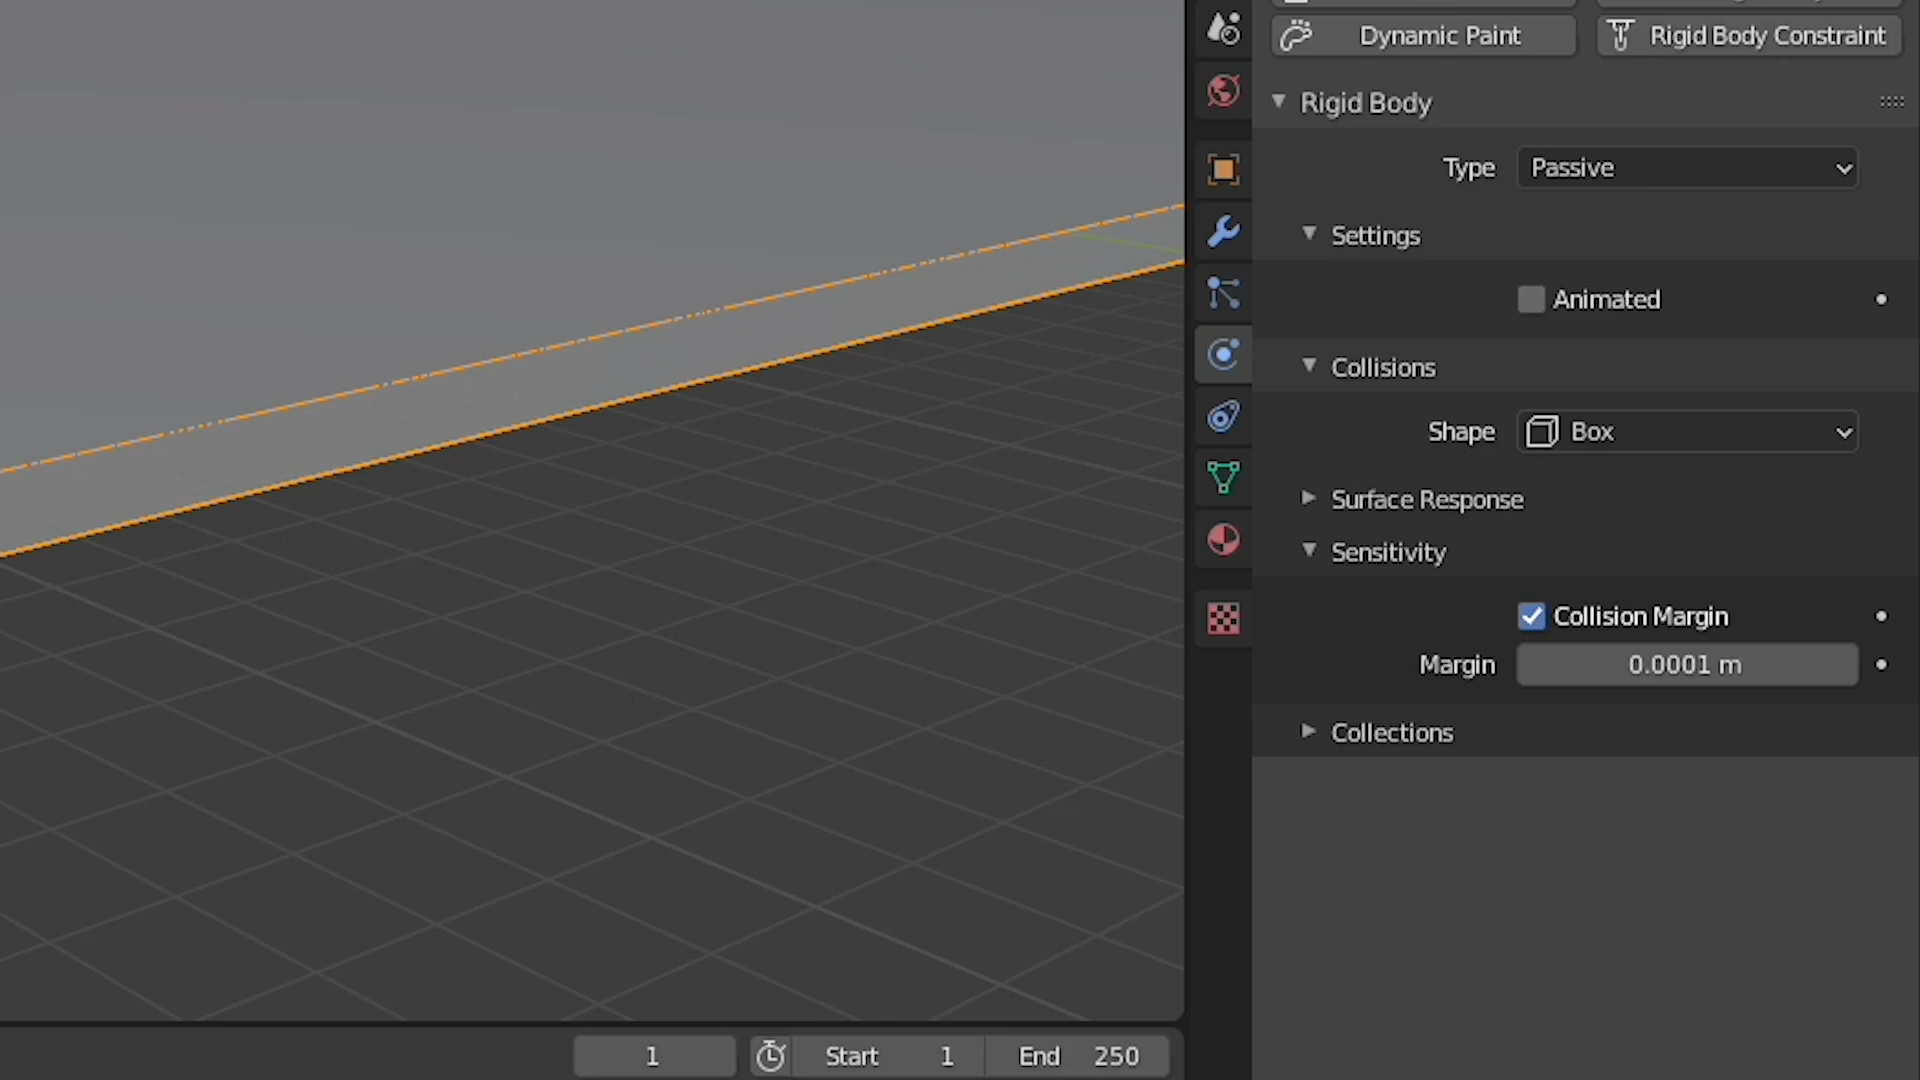 Dynamic Paint
Rigid Body Constraint
Rigid Body
Type Passive
Settings
Animated
Collisions
Shape Box
Surface Response
Sensitivity
Collision Margin
Margin 0.0001 m
Collections
1 Start 1 End 250